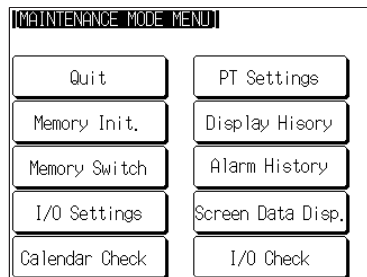 [MAINTENANCE MODE MENU]
Quit
PT Settings
Memory Init.
Display Hisory
Memory Switch
Alarm History
I/O Settings
Screen Data Disp.
Calendar Check
I/O Check